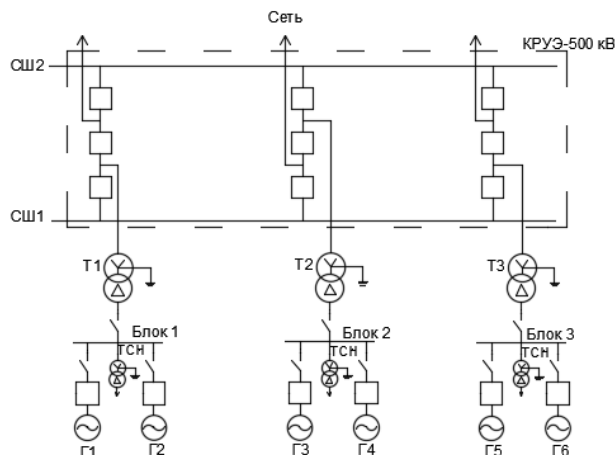 Сеть
КРУЭ-500 кВ
СШ2
СШ1
Т1
Т2
Т3
Блок 1
Блок 2
Блок 3
ТСН
ТСН
ТСН
Г1
Г2
Г3
Г4
Г5
Г6